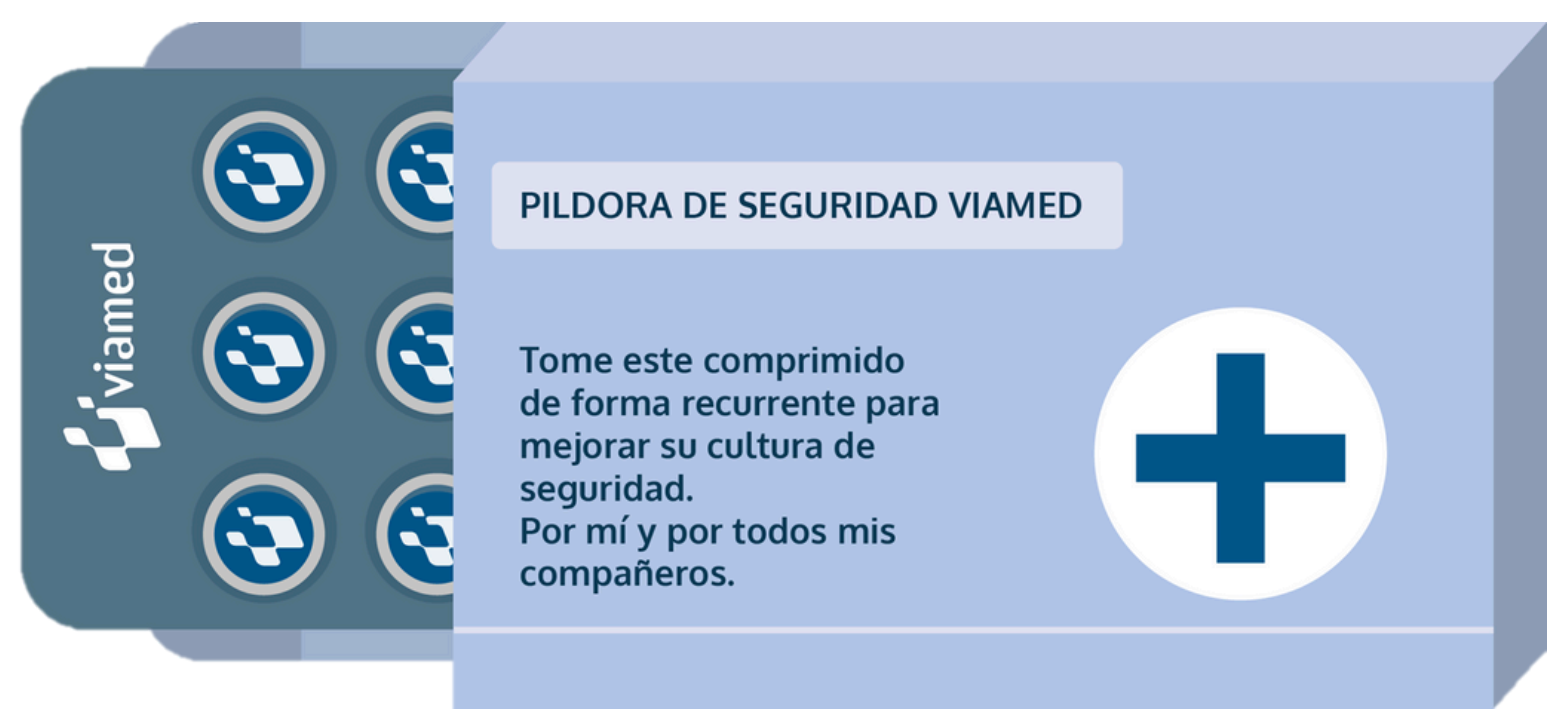 viamed
PILDORA DE SEGURIDAD VIAMED
Tome este comprimido
de forma recurrente para
mejorar su cultura de
seguridad.
Por mí y por todos mis
compañeros.